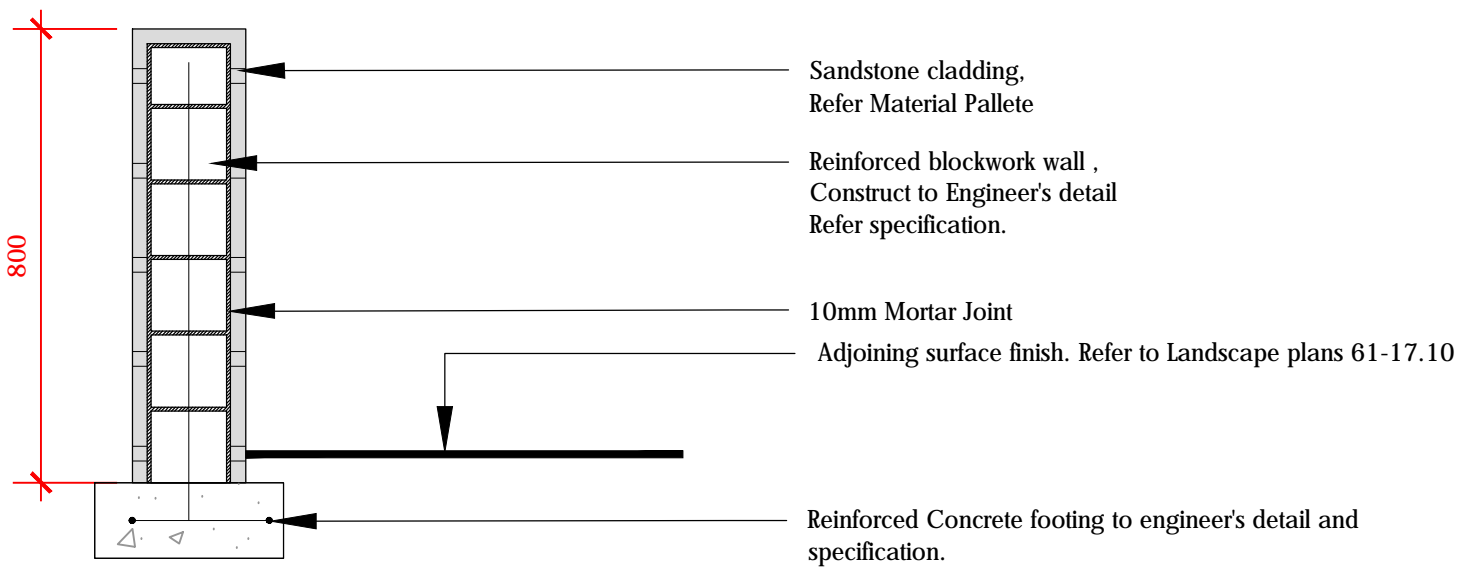 Sandstone cladding,
Refer Material Pallete
Reinforced blockwork wall ,
Construct to Engineer's detail
Refer specification.
800
10mm Mortar Joint
Adjoining surface finish. Refer to Landscape plans 61-17.10
Reinforced Concrete footing to engineer's detail and
specification.